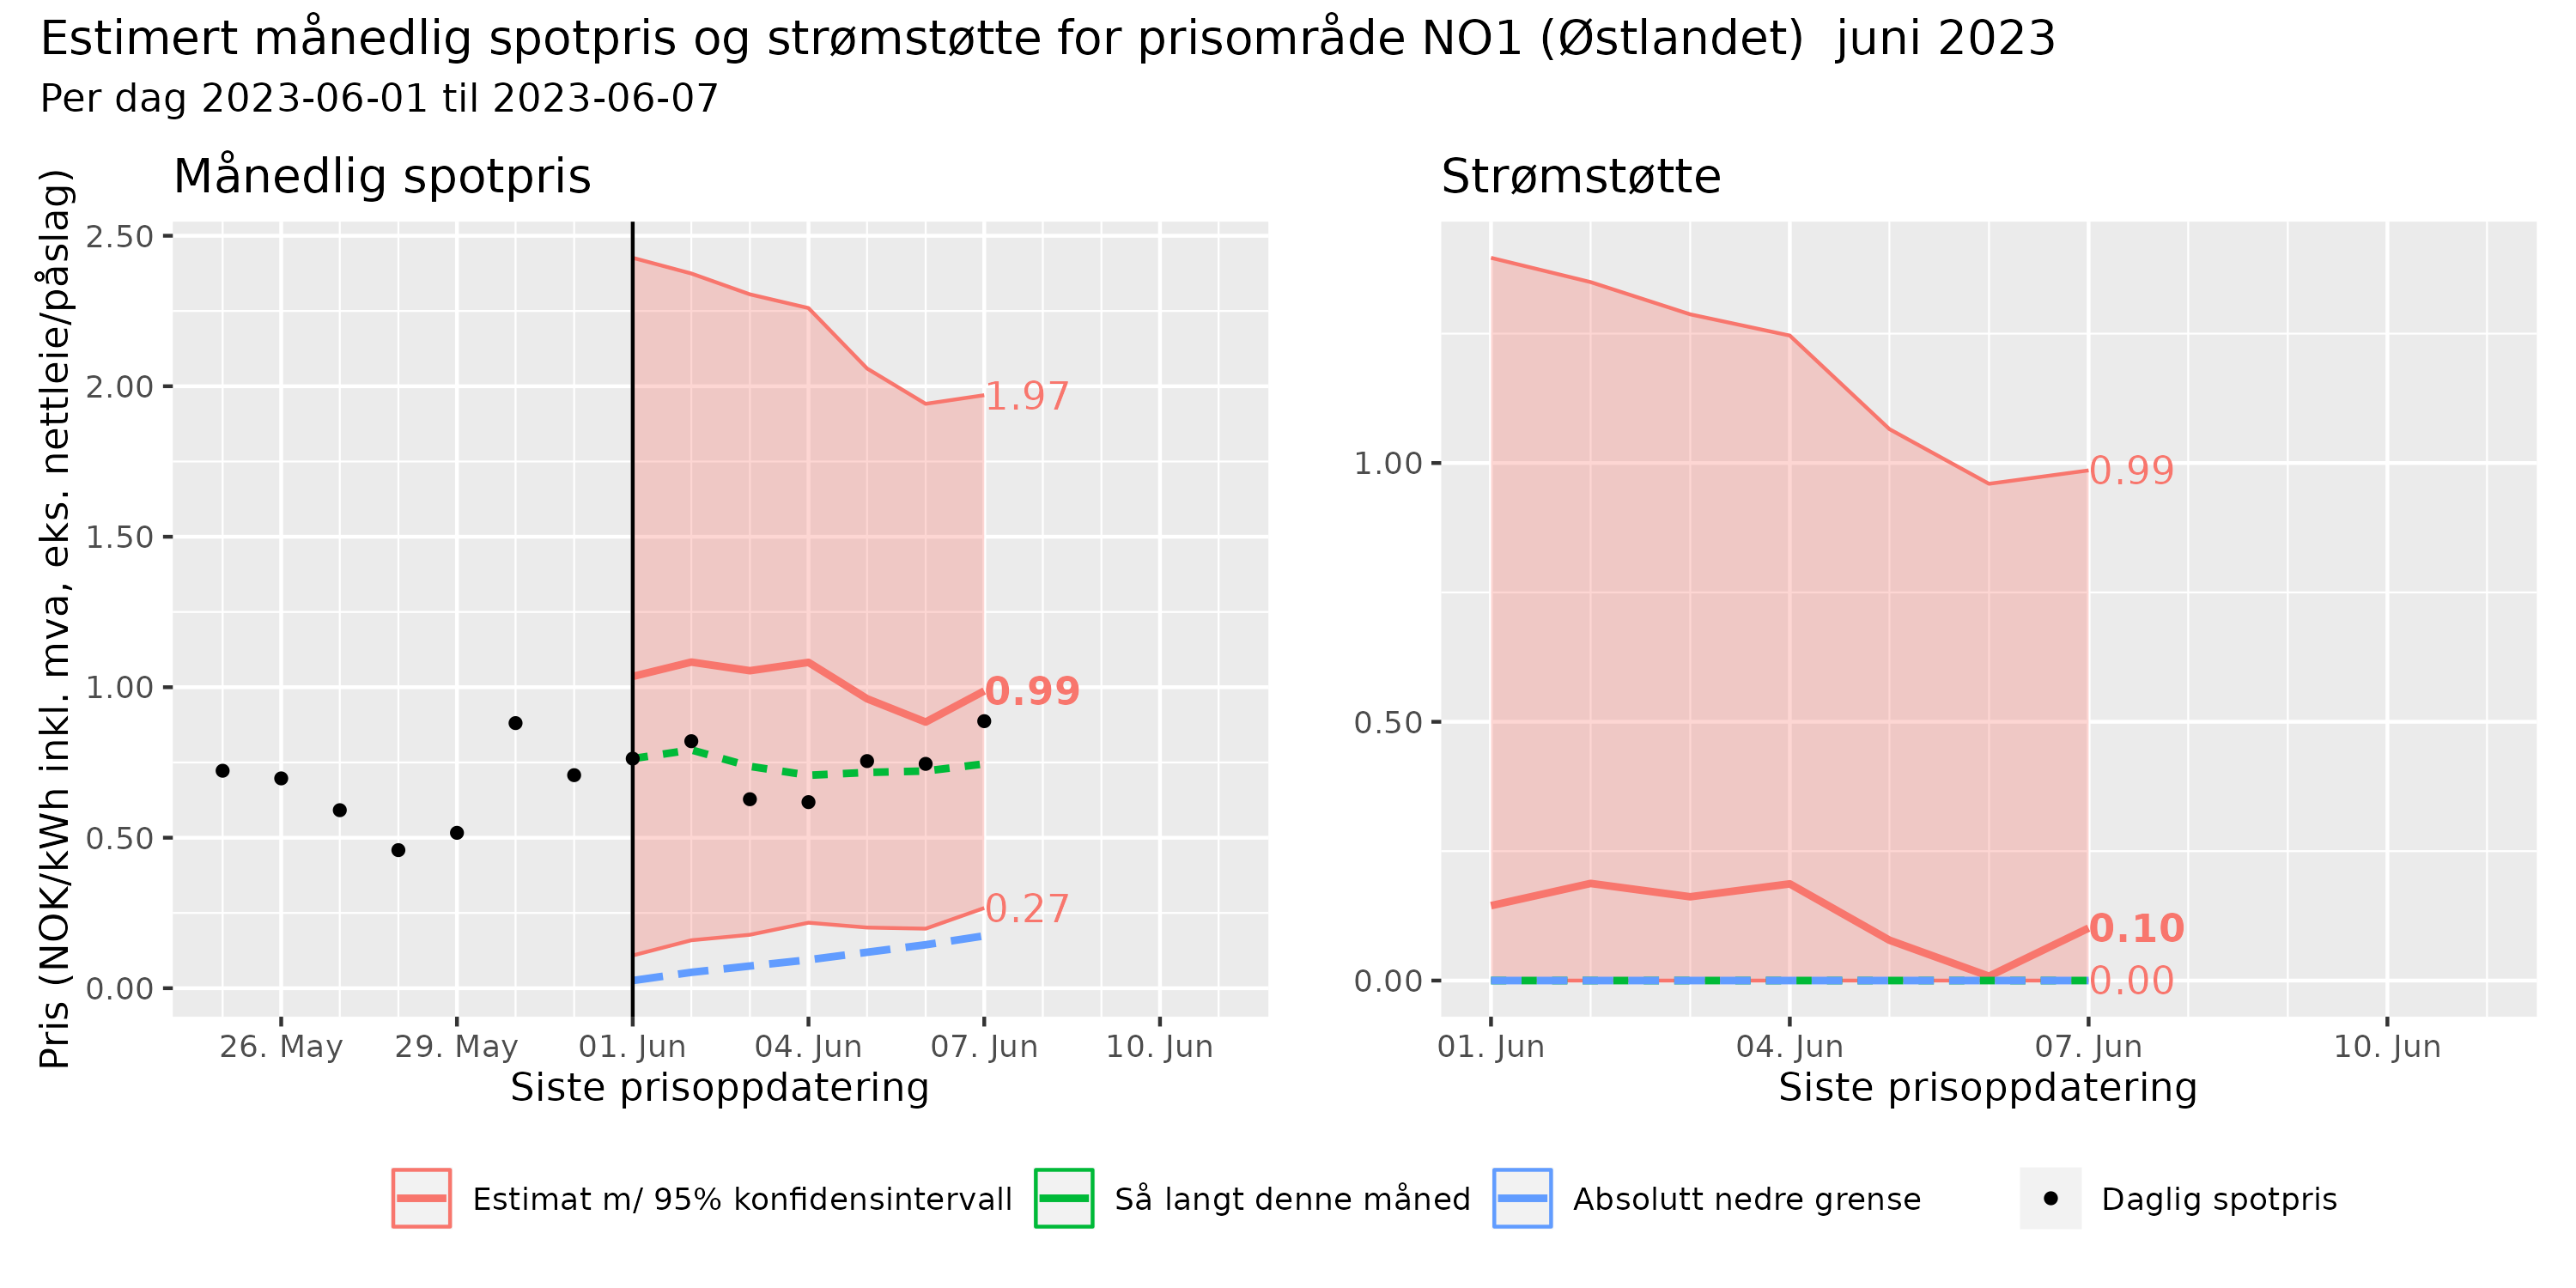 Estimert månedlig spotpris og strømstøtte for prisområde NO1 (Østlandet)  juni 2023
Per dag 2023-06-01 til 2023-06-07
Månedlig spotpris
Pris (NOK/kWh inkl. mva, eks. nettleie/påslag)
2.50
2.00
1.50
1.00
0.50
0.00
1.97
0.99
0.27
26. May 29. May 01. Jun 04. Jun 07. Jun 10. Jun
Siste prisoppdatering
Strømstøtte
1.00
0.50
0.00
0.99
0.10
0.00
01. Jun 04. Jun 07. Jun 10. Jun
Siste prisoppdatering
Estimat m/ 95% konfidensintervall Så langt denne måned Absolutt nedre grense Daglig spotpris